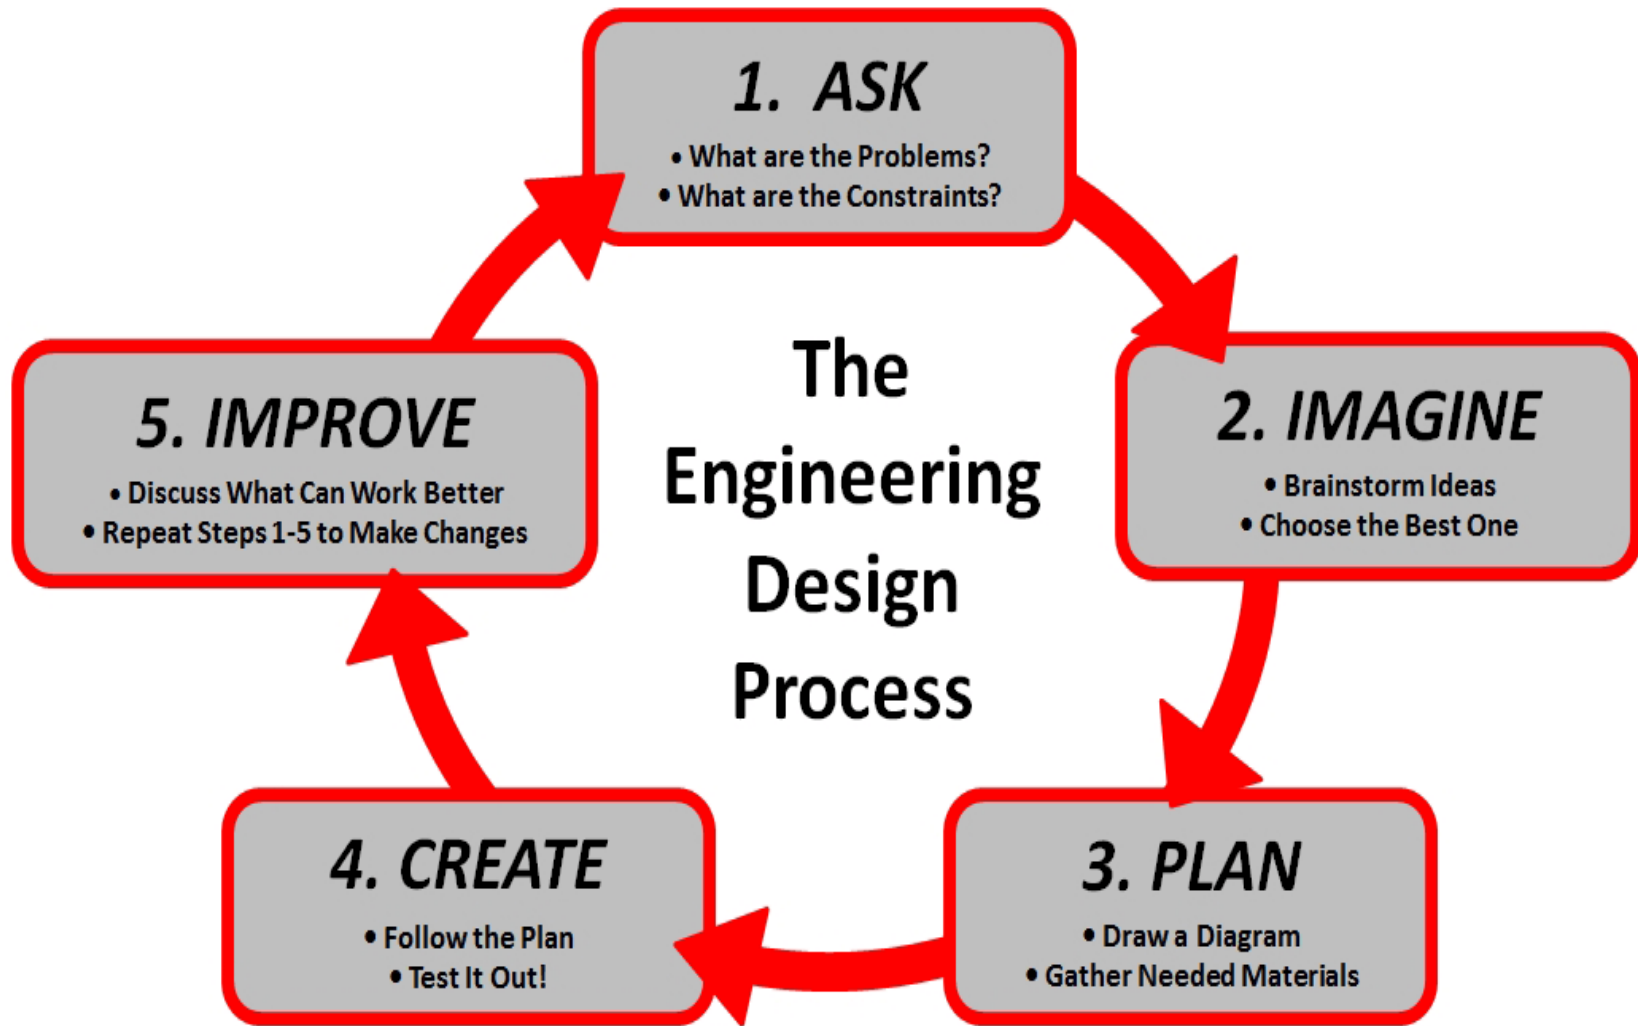 1. ASK
• What are the Problems?
• What are the Constraints?
2. IMAGINE
• Brainstorm Ideas
• Choose the Best One
3. PLAN
• Draw a Diagram
• Gather Needed Materials
4. CREATE
• Follow the Plan
• Test It Out!
5. IMPROVE
• Discuss What Can Work Better
• Repeat Steps 1-5 to Make Changes
The
Engineering
Design
Process